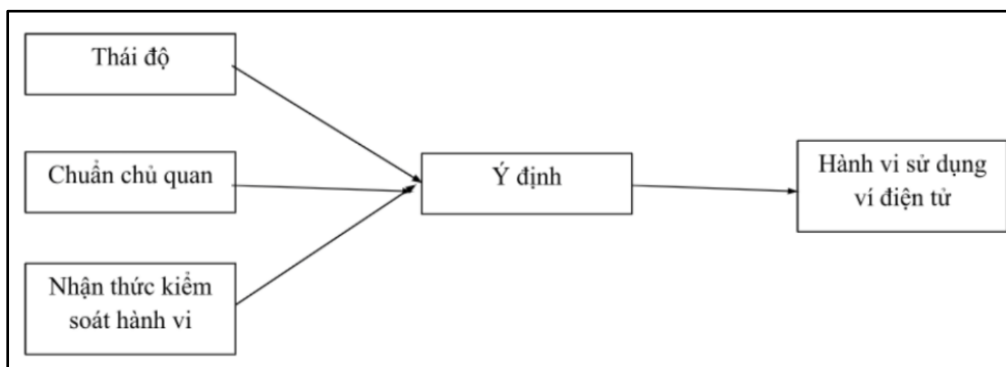 Thái độ
Chuẩn chủ quan
Nhận thức kiểm
soát hành vi
Ý định
Hành vi sử dụng
ví điện tử